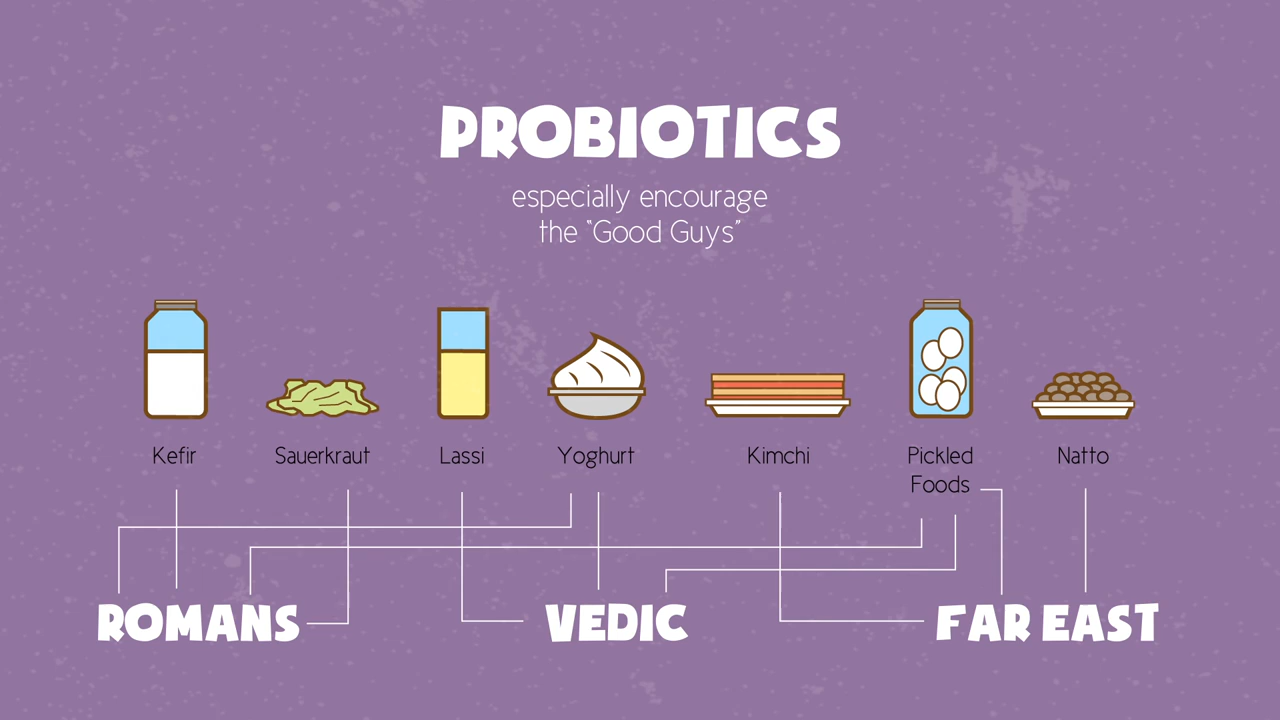 PROBIOTICS
especially encourage
the "Good Guys"
Kefir
Sauerkraut
Lassi
Yoghurt
Kimchi
Pickled
Foods
Natto
ROMANS
VEDIC
FAR EAST